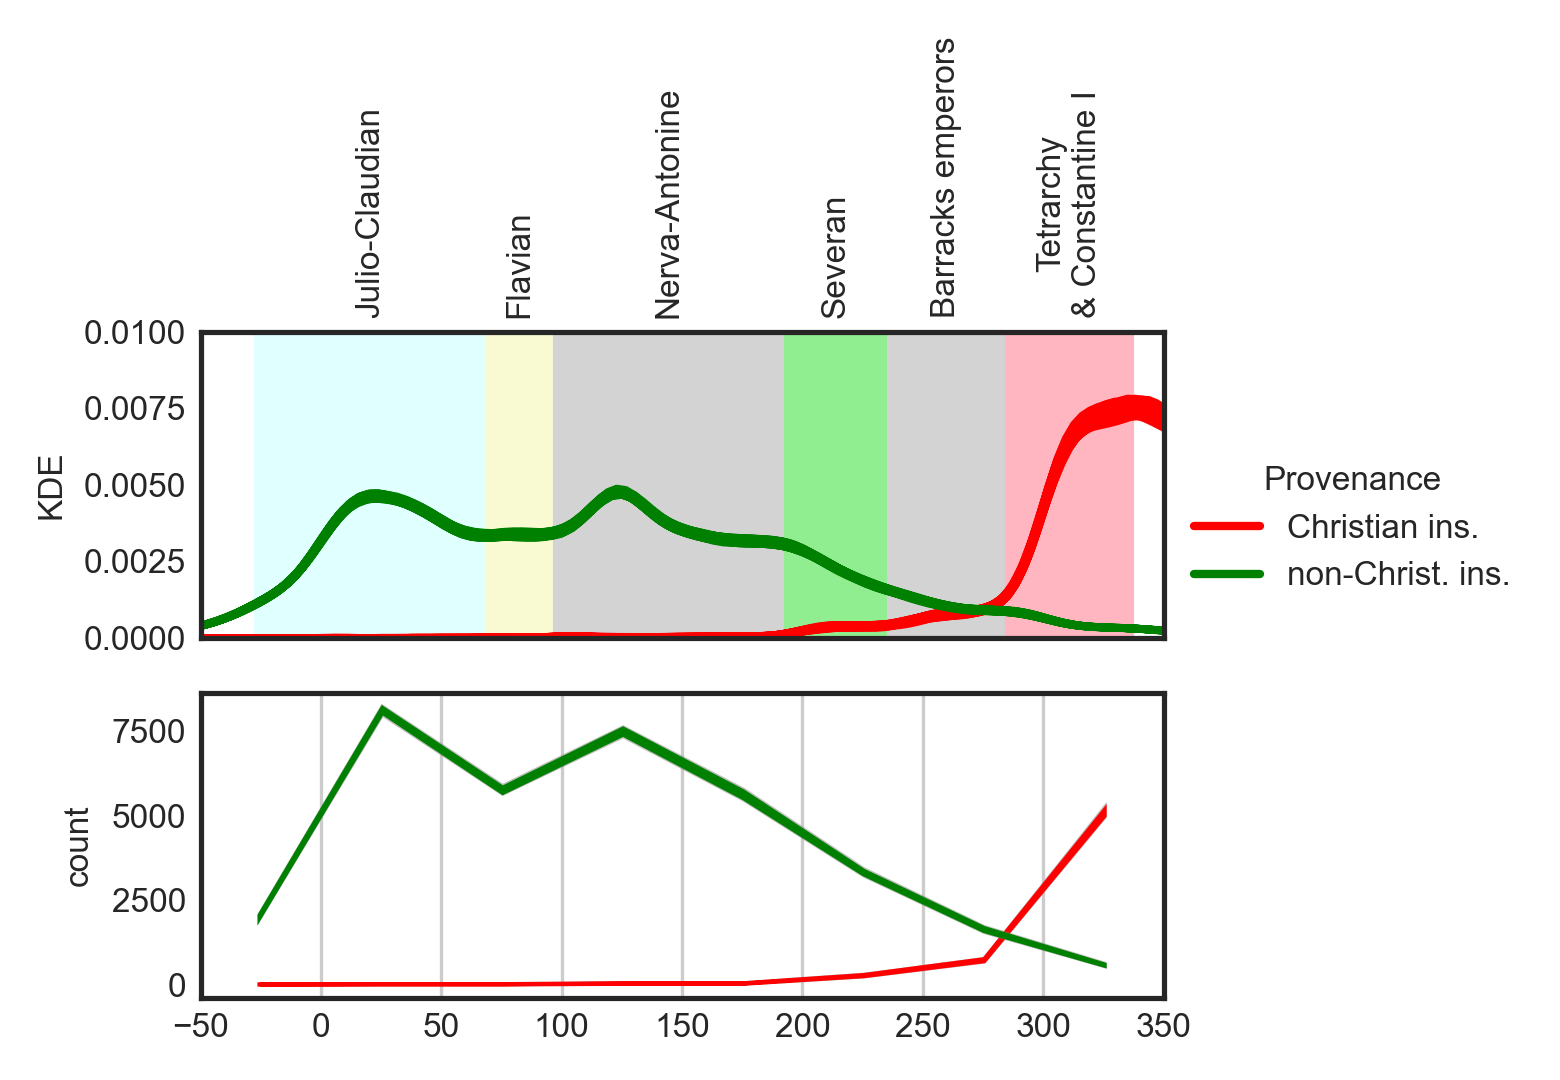 Julio-Claudian
Flavian
Nerva-Antonine
Severan
Barracks emperors
Tetrarchy
& Constantine I
0.0100
0.0075
0.0050
0.0025
0.0000
KDE
Provenance
Christian ins.
non-Christ. ins.
7500
5000
2500
0
count
−50
0
50
100
150
200
250
300
350